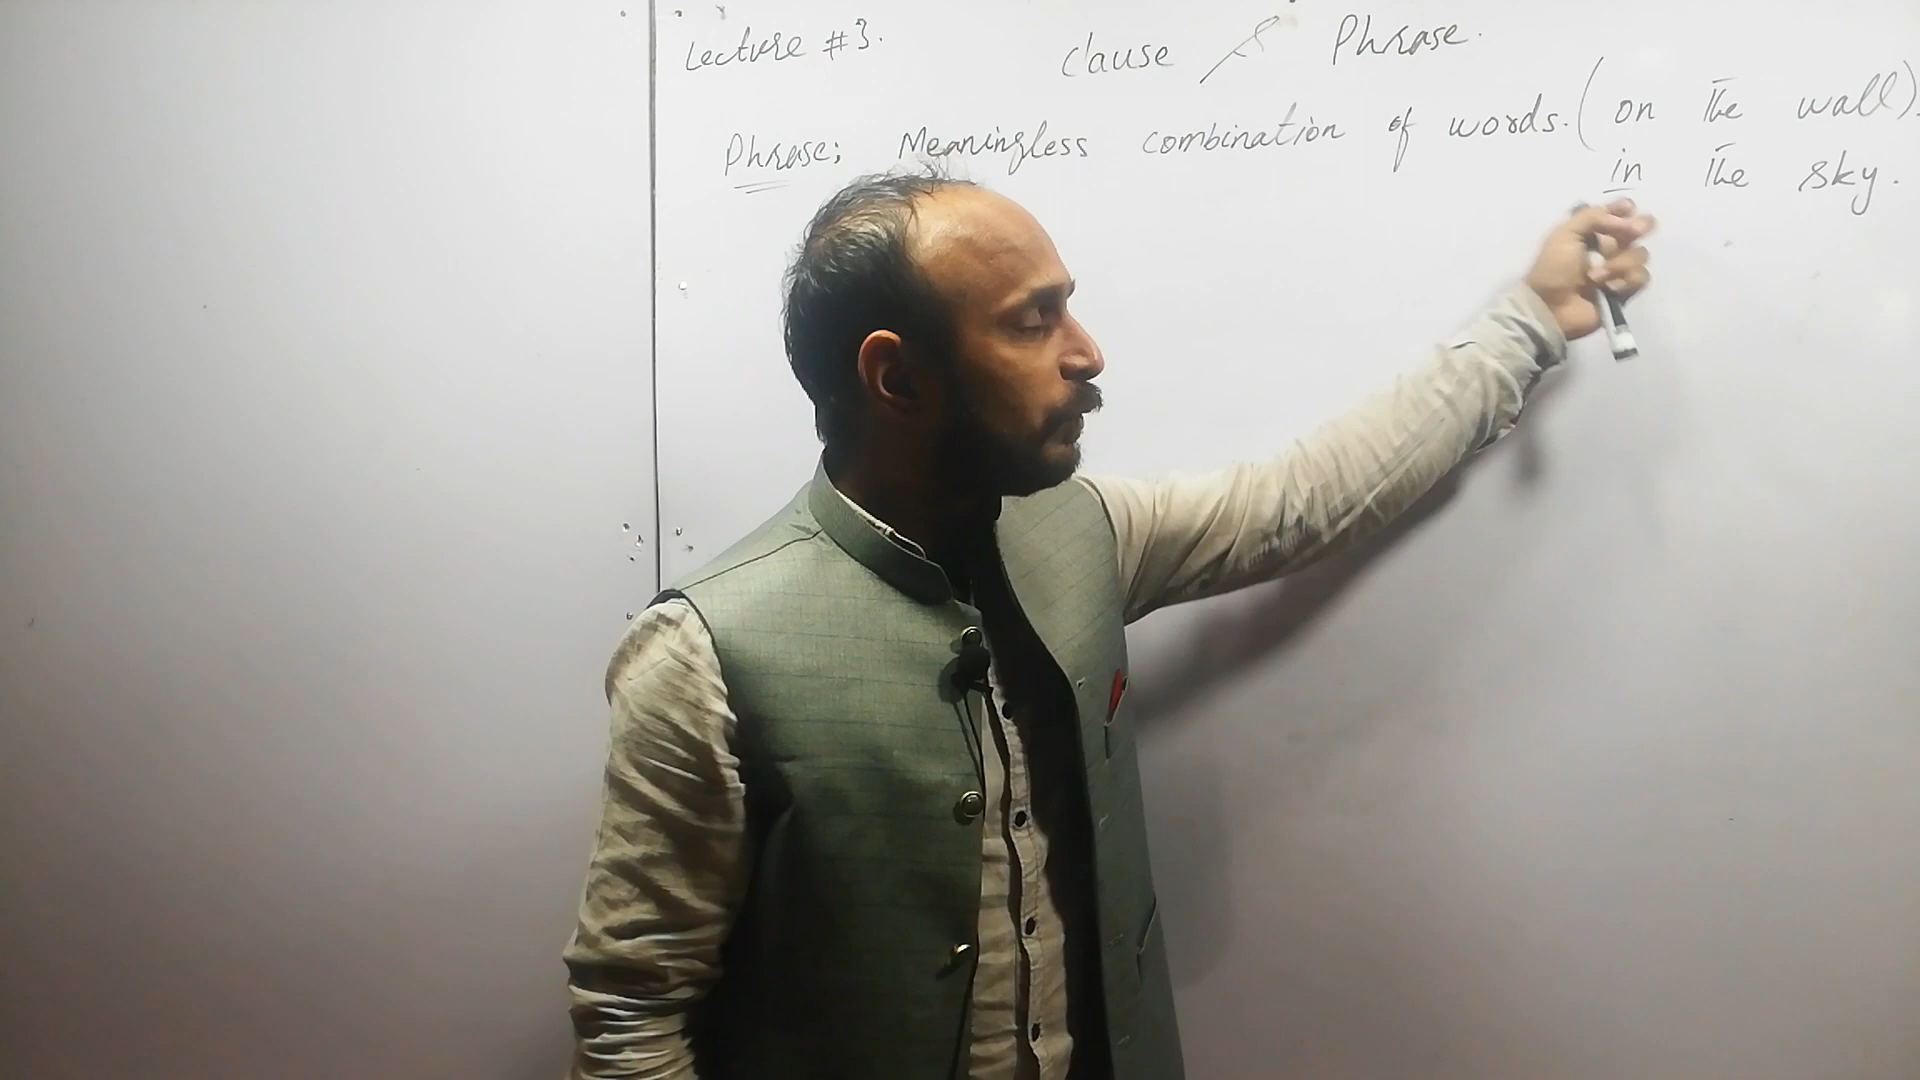 Lecture #3.
Clause & Phrase.
Phrase: Meaningless combination of words. (on the wall).
in the sky.